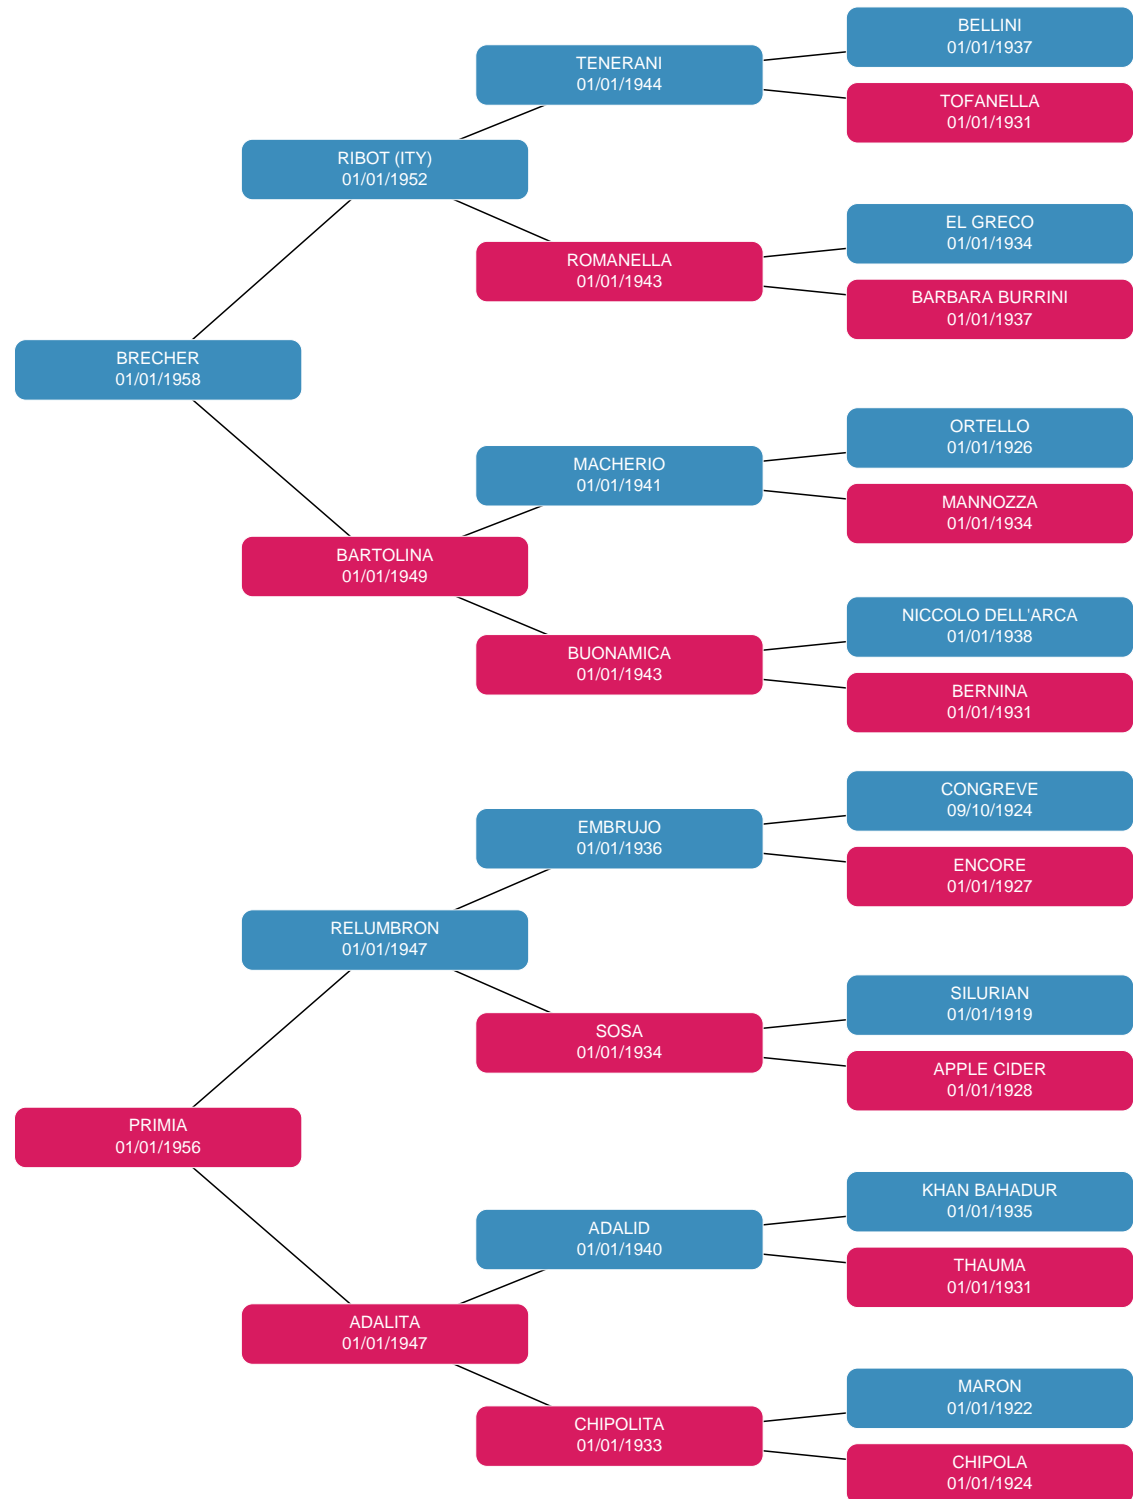 BELLINI
01/01/1937
TENERANI
01/01/1944
TOFANELLA
01/01/1931
RIBOT (ITY)
01/01/1952
EL GRECO
01/01/1934
ROMANELLA
01/01/1943
BARBARA BURRINI
01/01/1937
BRECHER
01/01/1958
ORTELLO
01/01/1926
MACHERIO
01/01/1941
MANNOZZA
01/01/1934
BARTOLINA
01/01/1949
NICCOLO DELL'ARCA
01/01/1938
BUONAMICA
01/01/1943
BERNINA
01/01/1931
CONGREVE
09/10/1924
EMBRUJO
01/01/1936
ENCORE
01/01/1927
RELUMBRON
01/01/1947
SILURIAN
01/01/1919
SOSA
01/01/1934
APPLE CIDER
01/01/1928
PRIMIA
01/01/1956
KHAN BAHADUR
01/01/1935
ADALID
01/01/1940
THAUMA
01/01/1931
ADALITA
01/01/1947
MARON
01/01/1922
CHIPOLITA
01/01/1933
CHIPOLA
01/01/1924